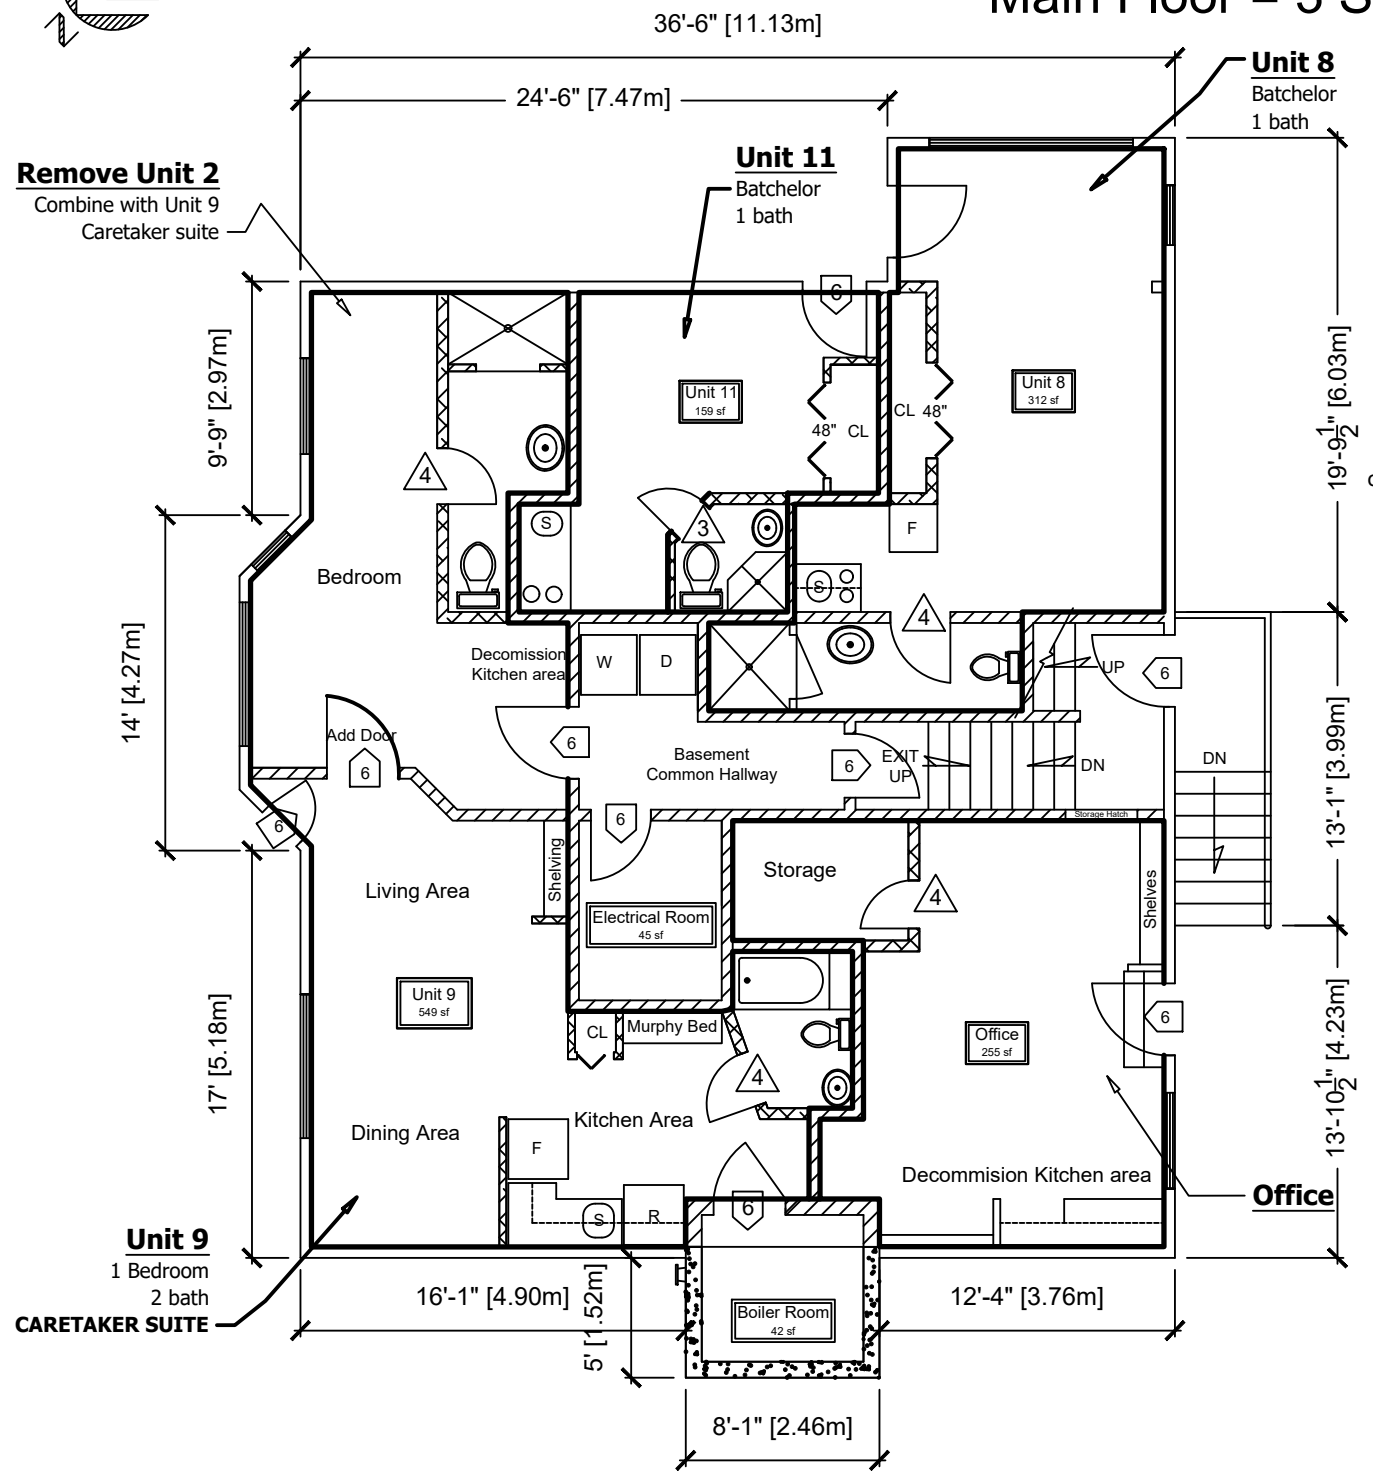 Main Floor = 3 S
36'-6" [11.13m]
24'-6" [7.47m]
Unit 8
Batchelor
1 bath
Unit 11
Batchelor
1 bath
Remove Unit 2
Combine with Unit 9
Caretaker suite
6
9'-9" [2.97m]
19'-9 1/2" [6.03m]
Unit 11
159 sf
Unit 8
312 sf
48" CL
CL 48"
4
S
3
F
Bedroom
S
4
14' [4.27m]
Decomission
Kitchen area
W
D
UP
6
Add Door
6
6
Basement
Common Hallway
6
EXIT
UP
DN
DN
13'-1" [3.99m]
6
6
Storage Hatch
Living Area
Shelving
Storage
4
Shelves
Electrical Room
45 sf
Unit 9
549 sf
CL
Murphy Bed
Office
255 sf
6
17' [5.18m]
13'-10 1/2" [4.23m]
4
Dining Area
Kitchen Area
F
Decommision Kitchen area
Office
S
R
6
Unit 9
1 Bedroom
2 bath
CARETAKER SUITE
16'-1" [4.90m]
5' [1.52m]
Boiler Room
42 sf
12'-4" [3.76m]
8'-1" [2.46m]